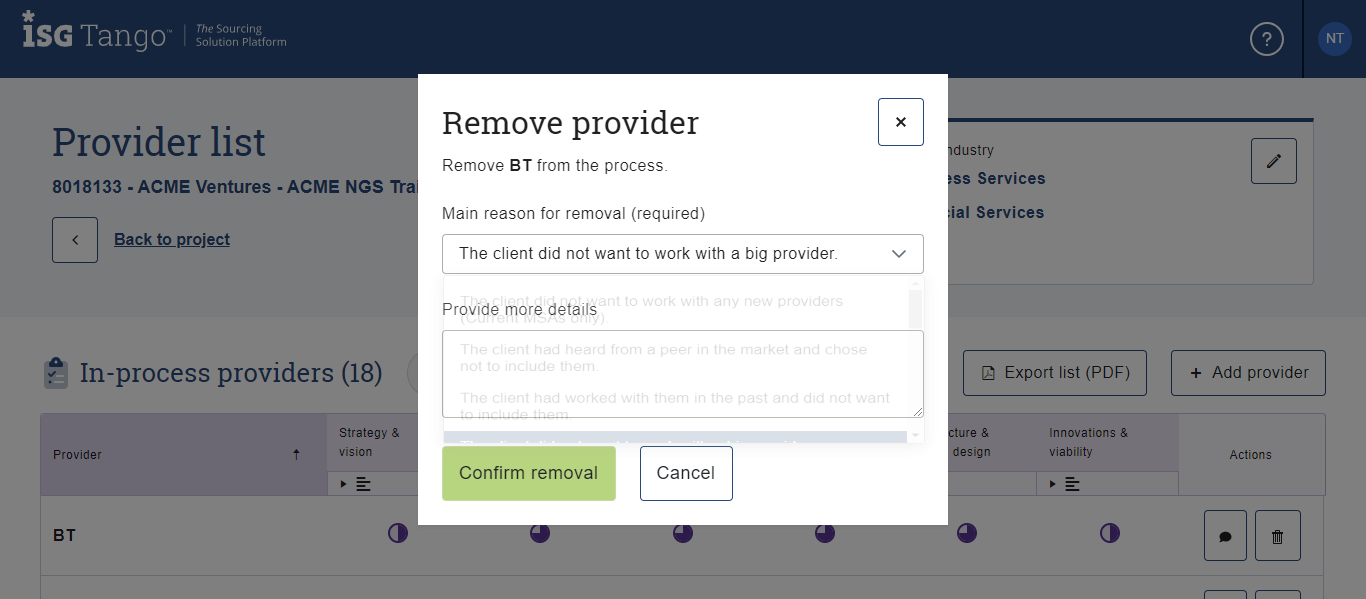 iSG Tango™
The Sourcing
Solution Platform
?
NT
Provider list
8018133 - ACME Ventures - ACME NGS Trai
Back to project
Remove provider
Remove BT from the process.
Main reason for removal (required)
The client did not want to work with a big provider.
The client did not want to work with any new providers
(Current MSAs only).
Provide more details
The client had heard from a peer in the market and chose
not to include them.
The client had worked with them in the past and did not want
to include them.
Confirm removal
Cancel
ndustry
ess Services
cial Services
In-process providers (18)
Export list (PDF)
+ Add provider
Provider
Strategy &
vision
cture &
design
Innovations &
viability
Actions
BT